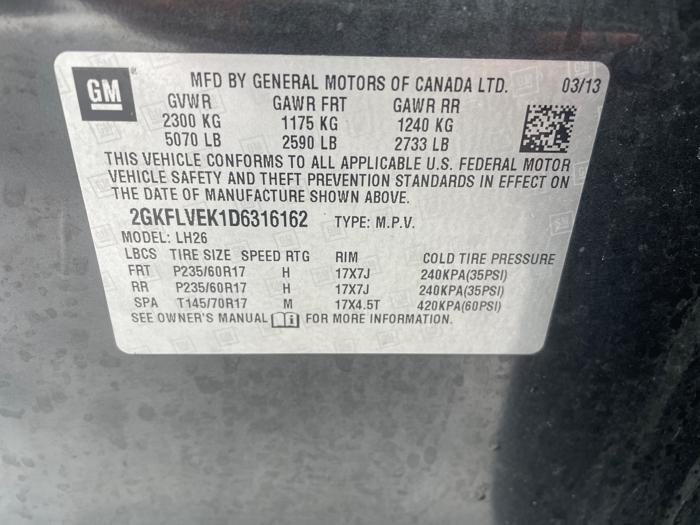 GM MFD BY GENERAL MOTORS OF CANADA LTD. 03/13
GVWR GAWR FRT GAWR RR
2300 KG 1175 KG 1240 KG
5070 LB 2590 LB 2733 LB
THIS VEHICLE CONFORMS TO ALL APPLICABLE U.S. FEDERAL MOTOR
VEHICLE SAFETY AND THEFT PREVENTION STANDARDS IN EFFECT ON
THE DATE OF MANUFACTURE SHOWN ABOVE.
2GKFLVEK1D6316162 TYPE: M.P.V.
MODEL: LH26
LBCS TIRE SIZE SPEED RTG RIM COLD TIRE PRESSURE
FRT P235/60R17 H 17X7J 240KPA(35PSI)
RR P235/60R17 H 17X7J 240KPA(35PSI)
SPA T145/70R17 M 17X4.5T 420KPA(60PSI)
SEE OWNER'S MANUAL FOR MORE INFORMATION.